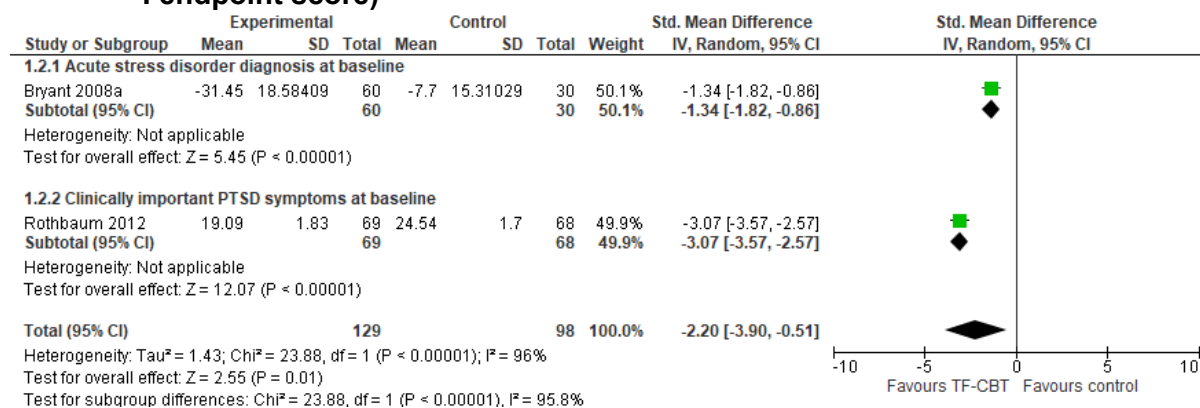 endpoint score)
Experimental Control Std. Mean Difference Std. Mean Difference
Study or Subgroup Mean SD Total Mean SD Total Weight IV, Random, 95% CI IV, Random, 95% CI
1.2.1 Acute stress disorder diagnosis at baseline
Bryant 2008a -31.45 18.58409 60 -7.7 15.31029 30 50.1% -1.34 [-1.82, -0.86]
Subtotal (95% CI) 60 30 50.1% -1.34 [-1.82, -0.86]
Heterogeneity: Not applicable
Test for overall effect: Z = 5.45 (P < 0.00001)
1.2.2 Clinically important PTSD symptoms at baseline
Rothbaum 2012 19.09 1.83 69 24.54 1.7 68 49.9% -3.07 [-3.57, -2.57]
Subtotal (95% CI) 69 68 49.9% -3.07 [-3.57, -2.57]
Heterogeneity: Not applicable
Test for overall effect: Z = 12.07 (P < 0.00001)
Total (95% CI) 129 98 100.0% -2.20 [-3.90, -0.51]
Heterogeneity: Tau² = 1.43; Chi² = 23.88, df = 1 (P < 0.00001); I² = 96%
Test for overall effect: Z = 2.55 (P = 0.01)
Test for subgroup differences: Chi² = 23.88, df = 1 (P < 0.00001), I² = 95.8%
-10 -5 0 5 10
Favours TF-CBT Favours control